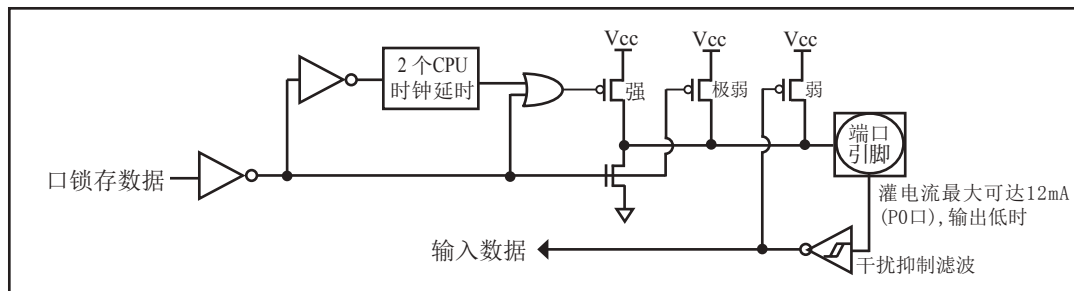 Vcc Vcc Vcc
2个CPU
时钟延时
强 极弱 弱
端口
引脚
口锁存数据
灌电流最大可达12mA
(P0口),输出低时
输入数据
干扰抑制滤波